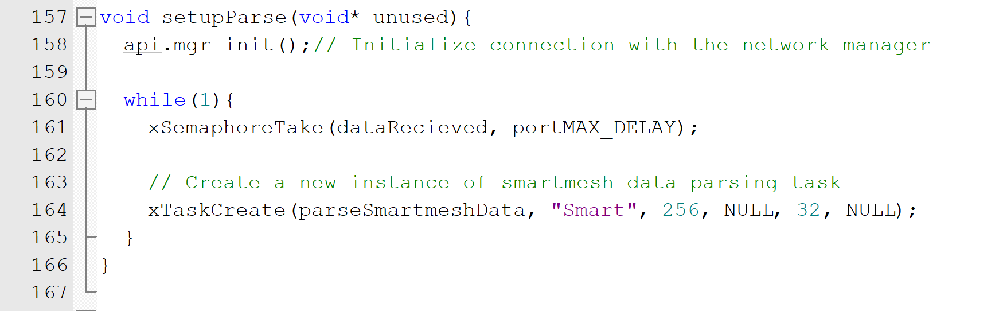 157 void setupParse(void* unused){
158   api.mgr_init();// Initialize connection with the network manager
159
160   while(1){
161     xSemaphoreTake(dataRecieved, portMAX_DELAY);
162
163     // Create a new instance of smartmesh data parsing task
164     xTaskCreate(parseSmartmeshData, "Smart", 256, NULL, 32, NULL);
165   }
166 }
167